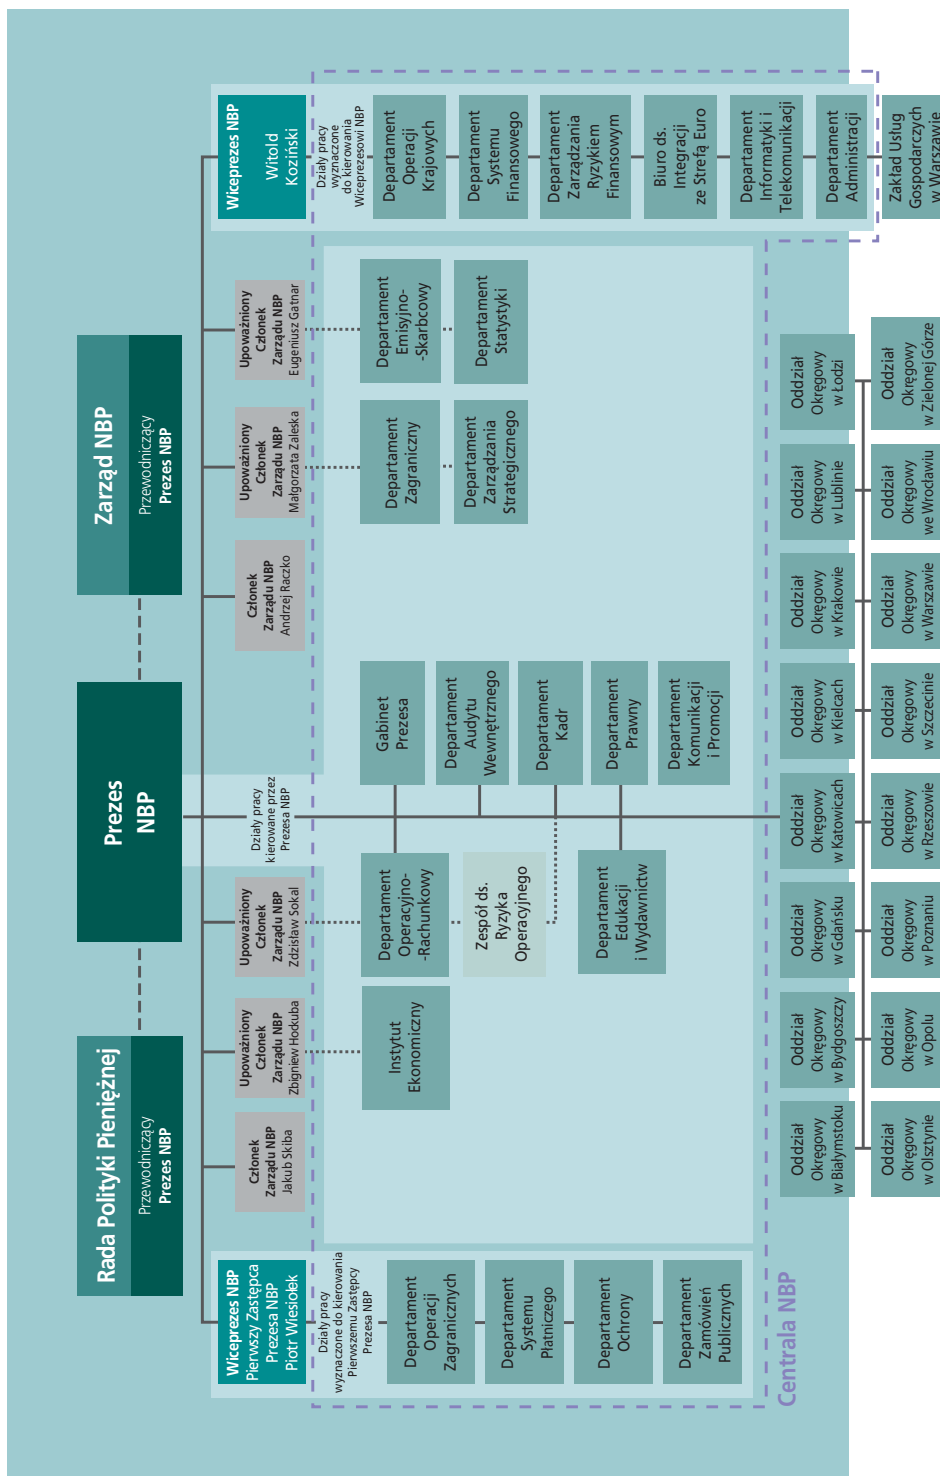 Rada Polityki Pieniężnej
Przewodniczący
Prezes NBP
Prezes
NBP
Zarząd NBP
Przewodniczący
Prezes NBP
Wiceprezes NBP
Pierwszy Zastępca
Prezesa NBP
Piotr Wiesiołek
Członek
Zarządu NBP
Jakub Skiba
Upoważniony
Członek
Zarządu NBP
Zbigniew Hockuba
Upoważniony
Członek
Zarządu NBP
Zdzisław Sokal
Działy pracy
kierowane przez
Prezesa NBP
Członek
Zarządu NBP
Andrzej Raczko
Upoważniony
Członek
Zarządu NBP
Małgorzata Zaleska
Upoważniony
Członek
Zarządu NBP
Eugeniusz Gatnar
Wiceprezes NBP
Witold
Koziński
Działy pracy
wyznaczone do kierowania
Pierwszemu Zastępcy
Prezesa NBP
Departament
Operacji
Zagranicznych
Departament
Systemu
Płatniczego
Departament
Ochrony
Departament
Zamówień
Publicznych
Instytut
Ekonomiczny
Departament
Operacyjno-
-Rachunkowy
Zespół ds.
Ryzyka
Operacyjnego
Departament
Edukacji
i Wydawnictw
Gabinet
Prezesa
Departament
Audytu
Wewnętrznego
Departament
Kadr
Departament
Prawny
Departament
Komunikacji
i Promocji
Departament
Zagraniczny
Departament
Zarządzania
Strategicznego
Departament
Emisyjno-
-Skarbcowy
Departament
Statystyki
Działy pracy
wyznaczone
do kierowania
Wiceprezesowi NBP
Departament
Operacji
Krajowych
Departament
Systemu
Finansowego
Departament
Zarządzania
Ryzykiem
Finansowym
Biuro ds.
Integracji
ze Strefą Euro
Departament
Informatyki i
Telekomunikacji
Departament
Administracji
Zakład Usług
Gospodarczych
w Warszawie
Centrala NBP
Oddział
Okręgowy
w Białymstoku
Oddział
Okręgowy
w Bydgoszczy
Oddział
Okręgowy
w Gdańsku
Oddział
Okręgowy
w Katowicach
Oddział
Okręgowy
w Kielcach
Oddział
Okręgowy
w Krakowie
Oddział
Okręgowy
w Lublinie
Oddział
Okręgowy
w Łodzi
Oddział
Okręgowy
w Olsztynie
Oddział
Okręgowy
w Opolu
Oddział
Okręgowy
w Poznaniu
Oddział
Okręgowy
w Rzeszowie
Oddział
Okręgowy
w Szczecinie
Oddział
Okręgowy
w Warszawie
Oddział
Okręgowy
we Wrocławiu
Oddział
Okręgowy
w Zielonej Górze